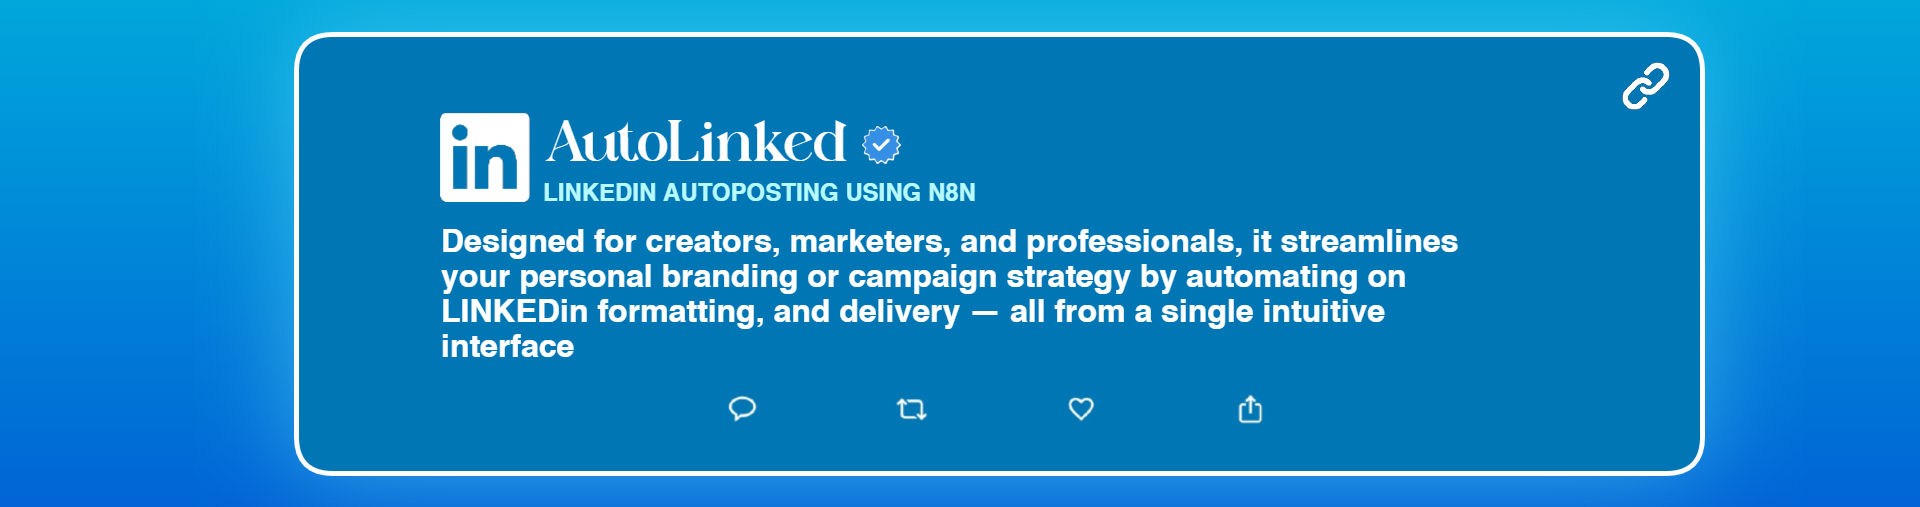 in
AutoLinked
LINKEDIN AUTOPOSTING USING N8N
Designed for creators, marketers, and professionals, it streamlines
your personal branding or campaign strategy by automating on
LINKEDin formatting, and delivery — all from a single intuitive
interface